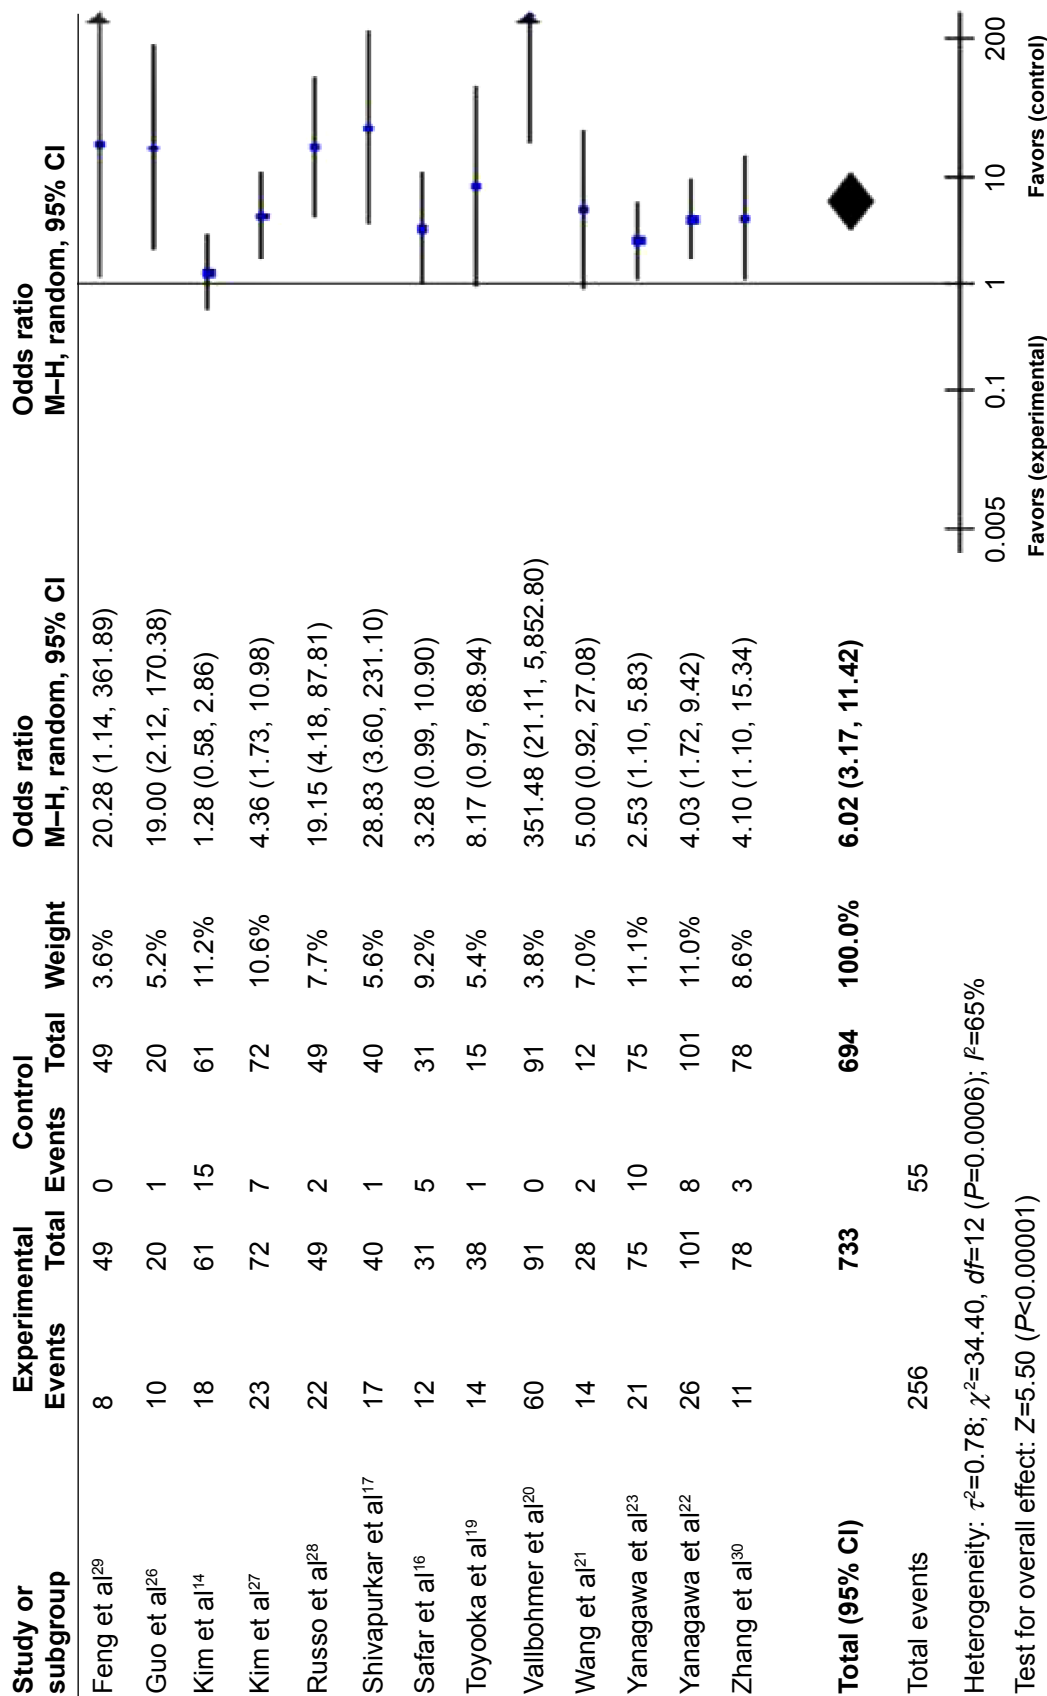 Study or subgroup Experimental Events Total Control Events Total Weight Odds ratio M–H, random, 95% CI Odds ratio M–H, random, 95% CI
Feng et al29 8 49 0 49 3.6% 20.28 (1.14, 361.89)
Guo et al26 10 20 1 20 5.2% 19.00 (2.12, 170.38)
Kim et al14 18 61 15 61 11.2% 1.28 (0.58, 2.86)
Kim et al27 23 72 7 72 10.6% 4.36 (1.73, 10.98)
Russo et al28 22 49 2 49 7.7% 19.15 (4.18, 87.81)
Shivapurkar et al17 17 40 1 40 5.6% 28.83 (3.60, 231.10)
Safar et al16 12 31 5 31 9.2% 3.28 (0.99, 10.90)
Toyooka et al19 14 38 1 15 5.4% 8.17 (0.97, 68.94)
Vallbohmer et al20 60 91 0 91 3.8% 351.48 (21.11, 5,852.80)
Wang et al21 14 28 2 12 7.0% 5.00 (0.92, 27.08)
Yanagawa et al23 21 75 10 75 11.1% 2.53 (1.10, 5.83)
Yanagawa et al22 26 101 8 101 11.0% 4.03 (1.72, 9.42)
Zhang et al30 11 78 3 78 8.6% 4.10 (1.10, 15.34)
Total (95% CI) 733 694 100.0% 6.02 (3.17, 11.42)
Total events 256 55
Heterogeneity: τ²=0.78; χ²=34.40, df=12 (P=0.0006); I²=65%
Test for overall effect: Z=5.50 (P<0.00001)
0.005 0.1 1 10 200
Favors (experimental) Favors (control)